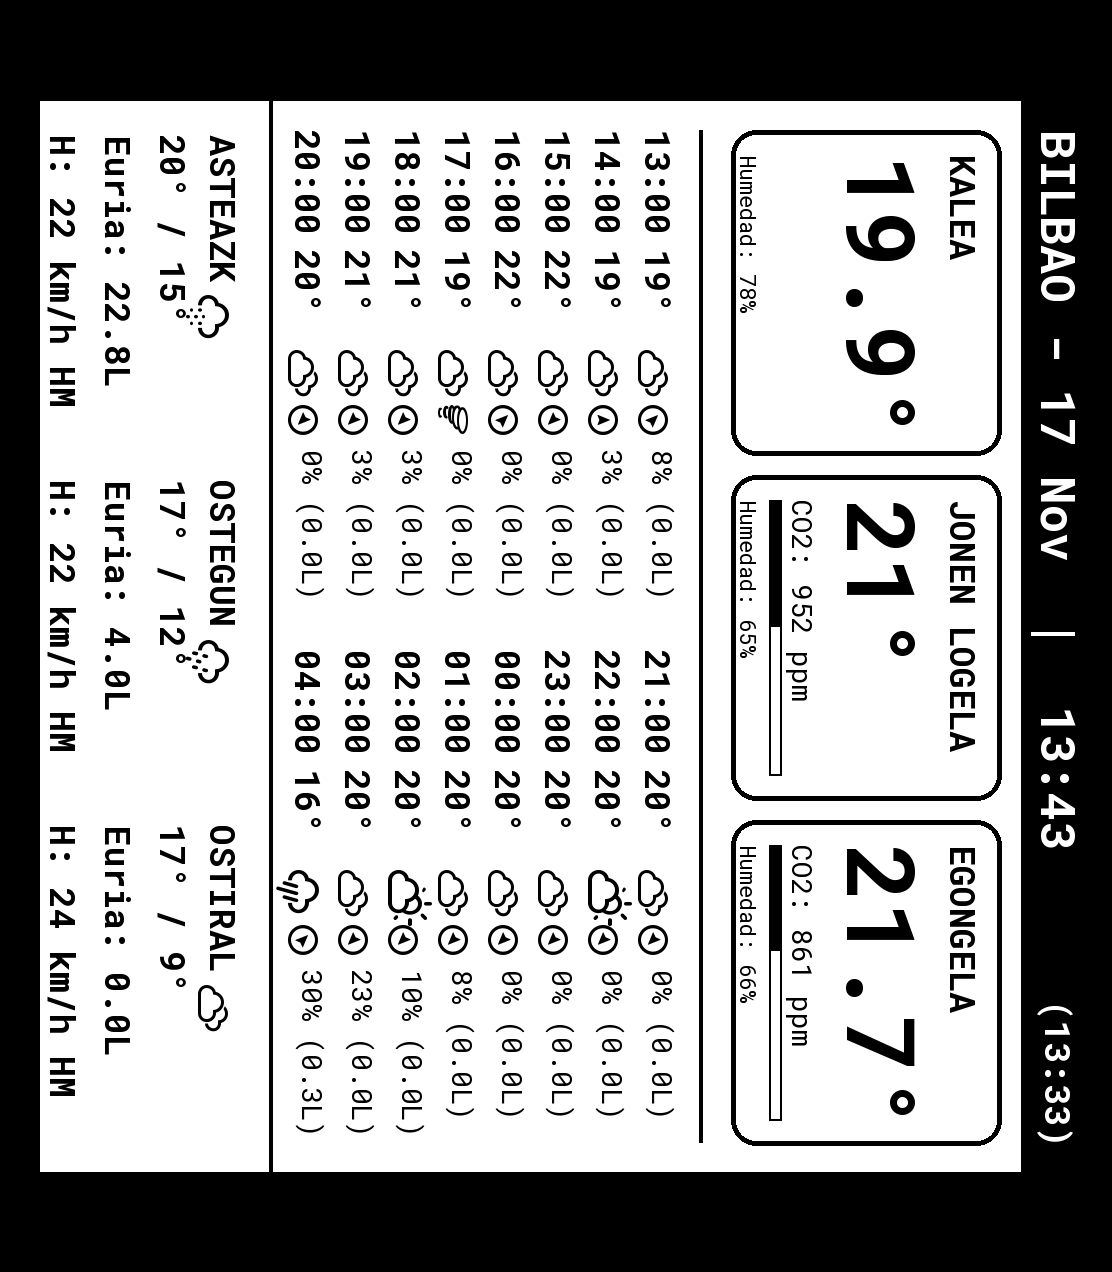 BILBAO - 17 Nov | 13:43 (13:33)
KALEA
19.9°
Humedad: 78%
JONEN LOGELA
21°
CO2: 952 ppm
Humedad: 65%
EGONGELA
21.7°
CO2: 861 ppm
Humedad: 66%
13:00 19° 8% (0.0L)
14:00 19° 3% (0.0L)
15:00 22° 0% (0.0L)
16:00 22° 0% (0.0L)
17:00 19° 0% (0.0L)
18:00 21° 3% (0.0L)
19:00 21° 3% (0.0L)
20:00 20° 0% (0.0L)
21:00 20° 0% (0.0L)
22:00 20° 0% (0.0L)
23:00 20° 0% (0.0L)
00:00 20° 0% (0.0L)
01:00 20° 8% (0.0L)
02:00 20° 10% (0.0L)
03:00 20° 23% (0.0L)
04:00 16° 30% (0.3L)
ASTEAZK
20° / 15°
Euria: 22.8L
H: 22 km/h HM
OSTEGUN
17° / 12°
Euria: 4.0L
H: 22 km/h HM
OSTIRAL
17° / 9°
Euria: 0.0L
H: 24 km/h HM